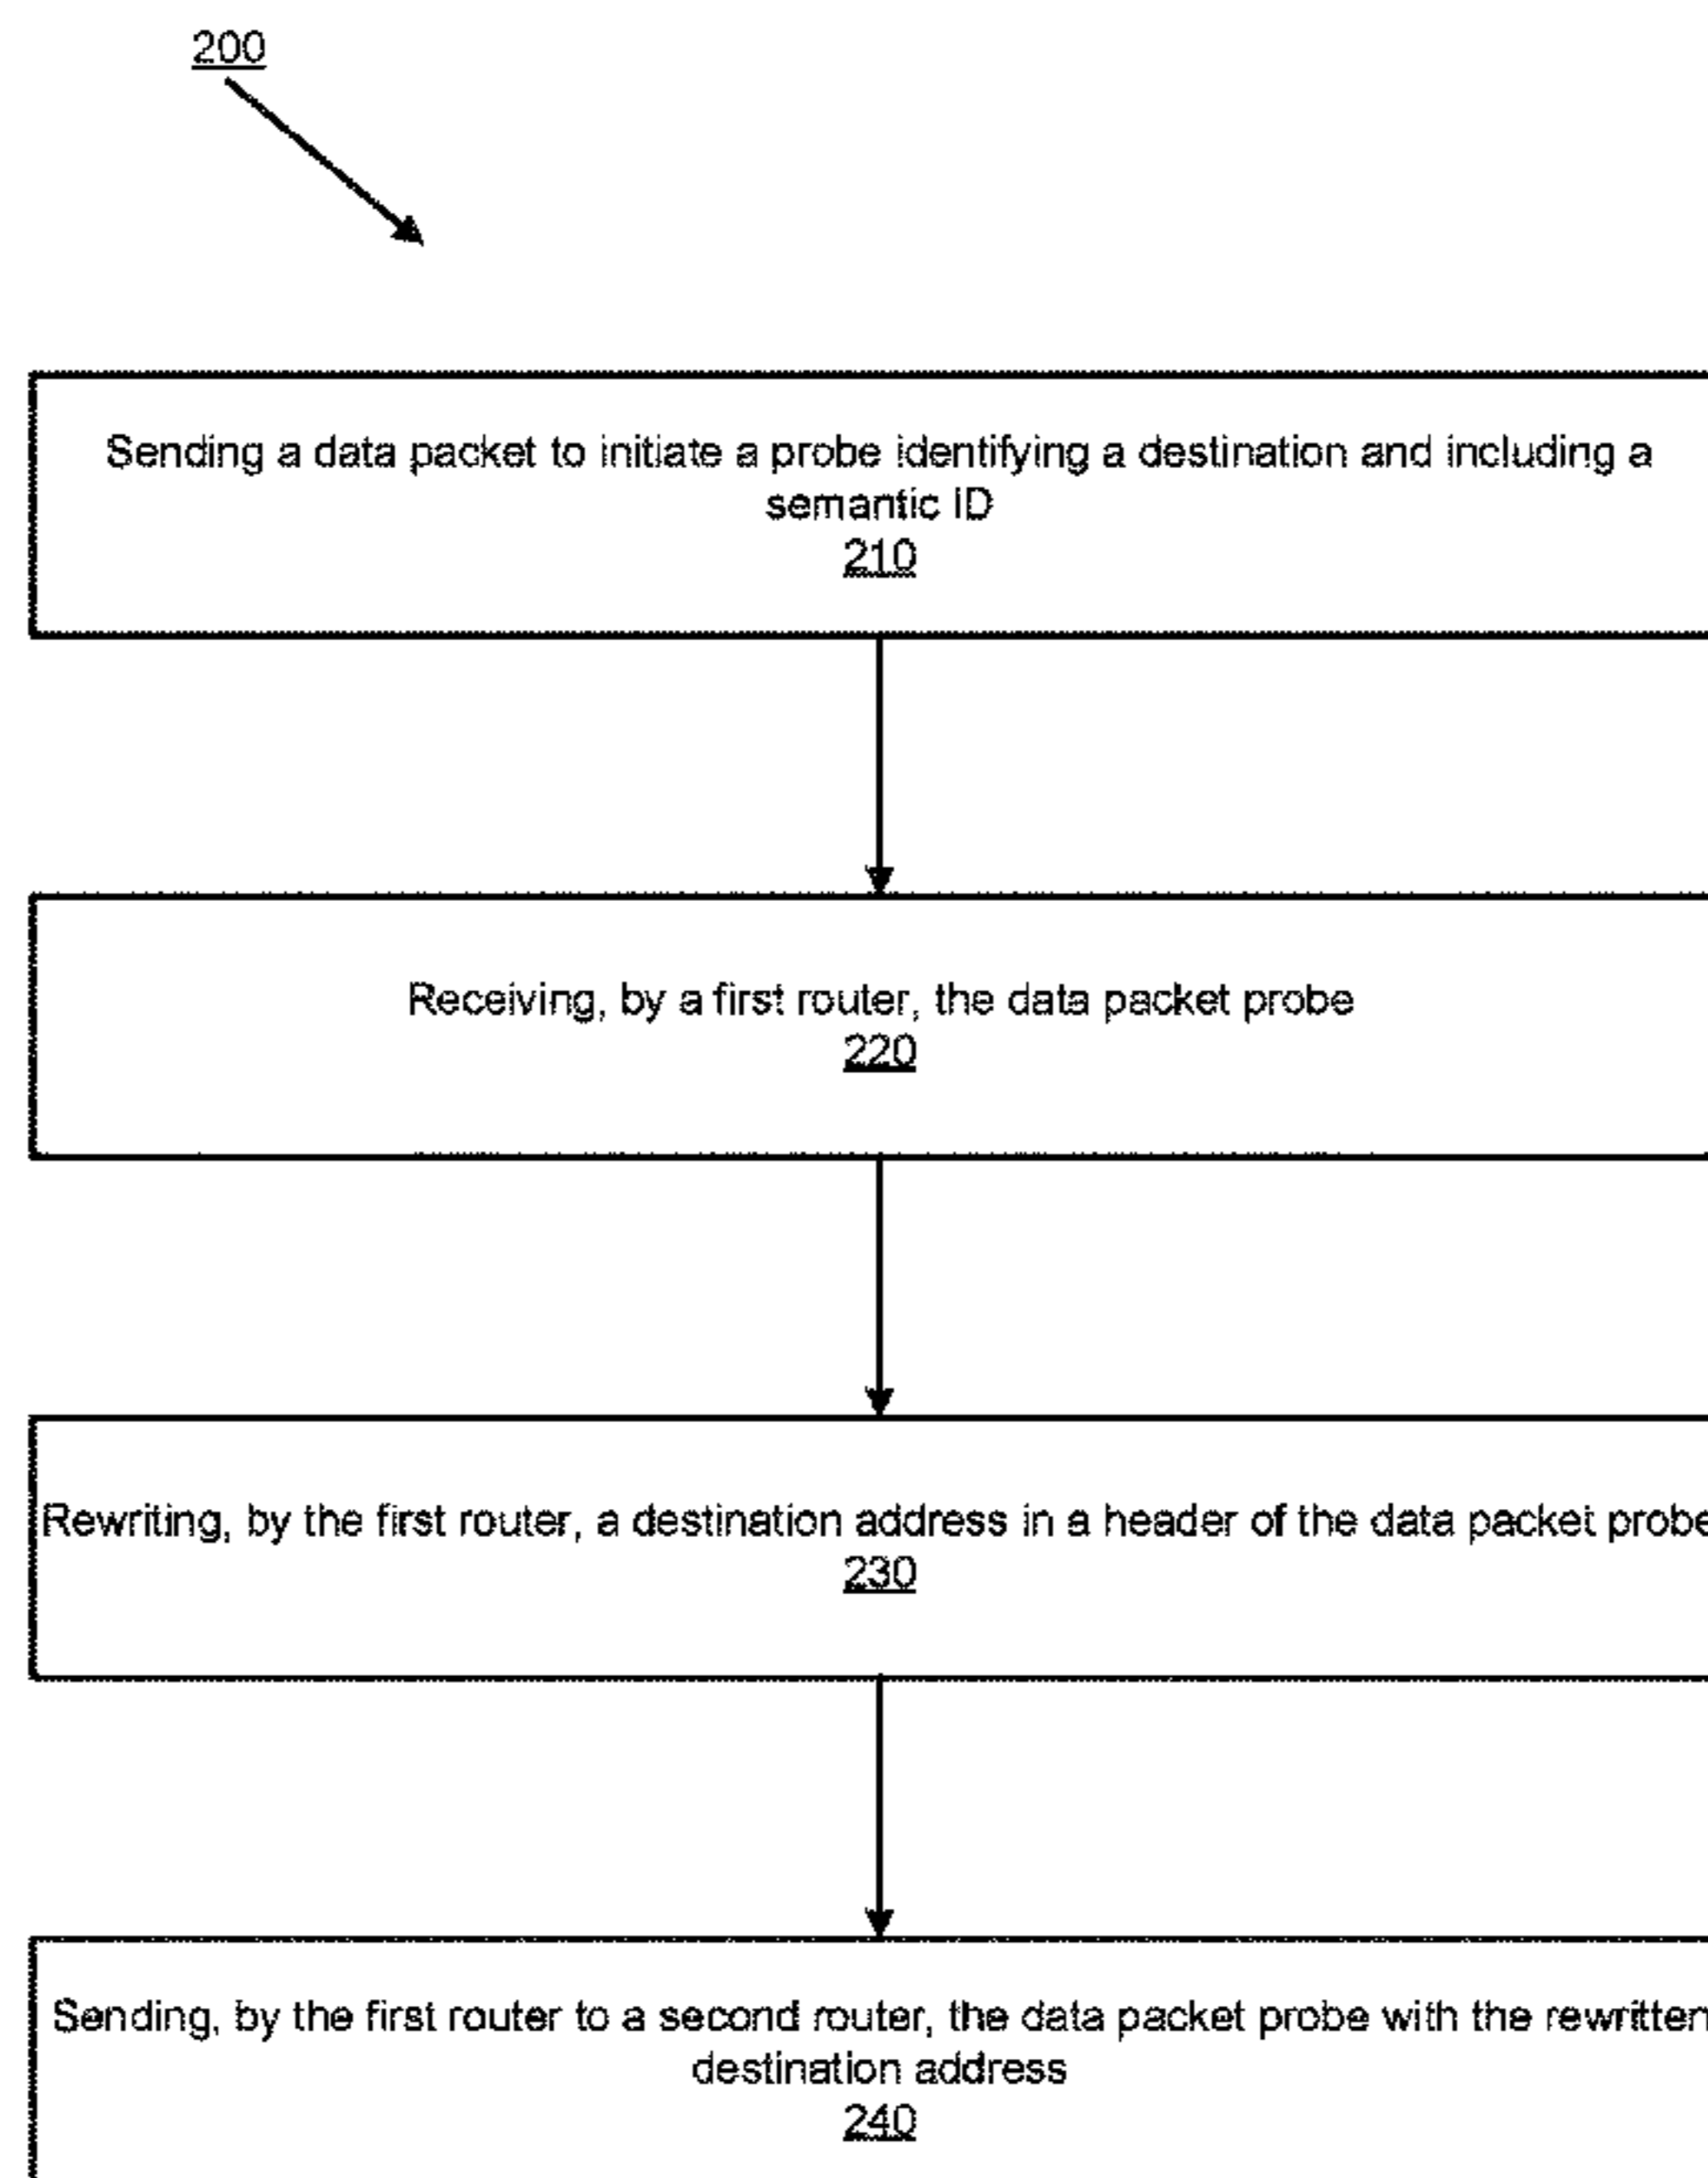 200
Sending a data packet to initiate a probe identifying a destination and including a
semantic ID
210
Receiving, by a first router, the data packet probe
220
Rewriting, by the first router, a destination address in a header of the data packet probe
230
Sending, by the first router to a second router, the data packet probe with the rewritten
destination address
240